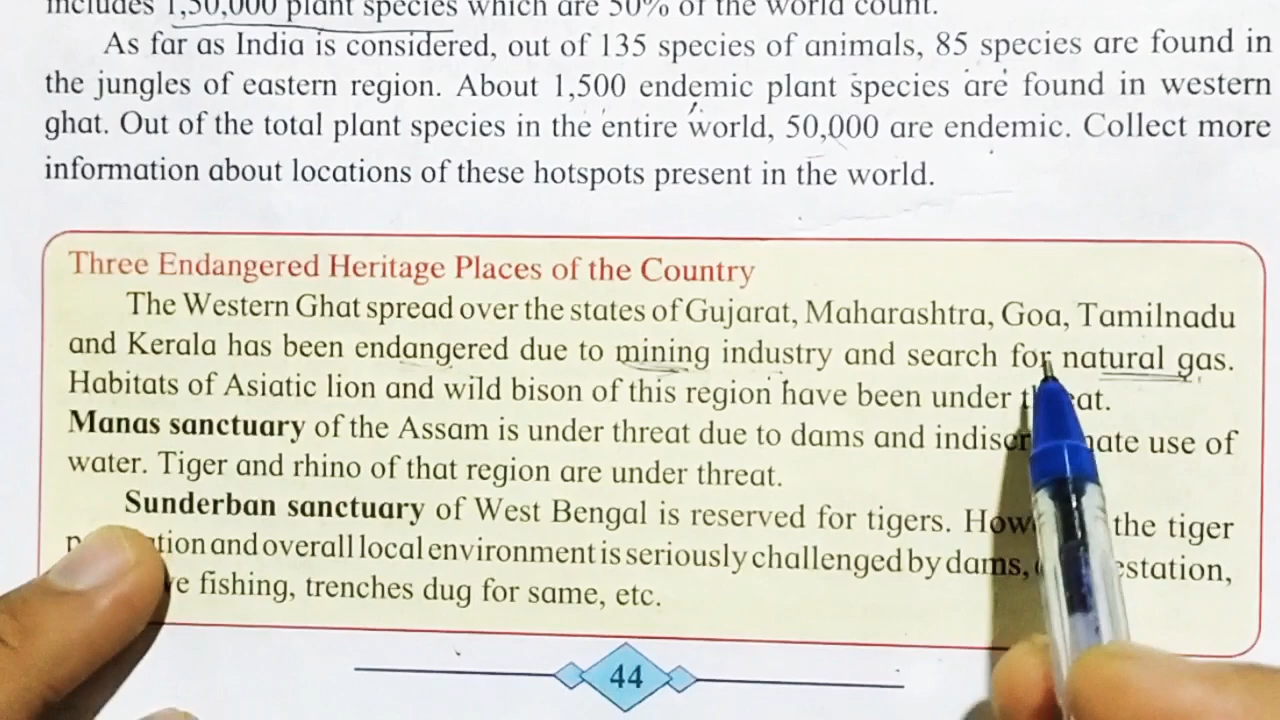 includes 1,50,000 plant species which are 50% of the world count.
As far as India is considered, out of 135 species of animals, 85 species are found in
the jungles of eastern region. About 1,500 endemic plant species are found in western
ghat. Out of the total plant species in the entire world, 50,000 are endemic. Collect more
information about locations of these hotspots present in the world.
Three Endangered Heritage Places of the Country
The Western Ghat spread over the states of Gujarat, Maharashtra, Goa, Tamilnadu
and Kerala has been endangered due to mining industry and search for natural gas.
Habitats of Asiatic lion and wild bison of this region have been under
Manas sanctuary of the Assam is under threat due to dams and use of
water. Tiger and rhino of that region are under threat.
Sunderban sanctuary of West Bengal is reserved for tigers. the tiger
and overall local environment is seriously challenged by dams,
fishing, trenches dug for same, etc.
44